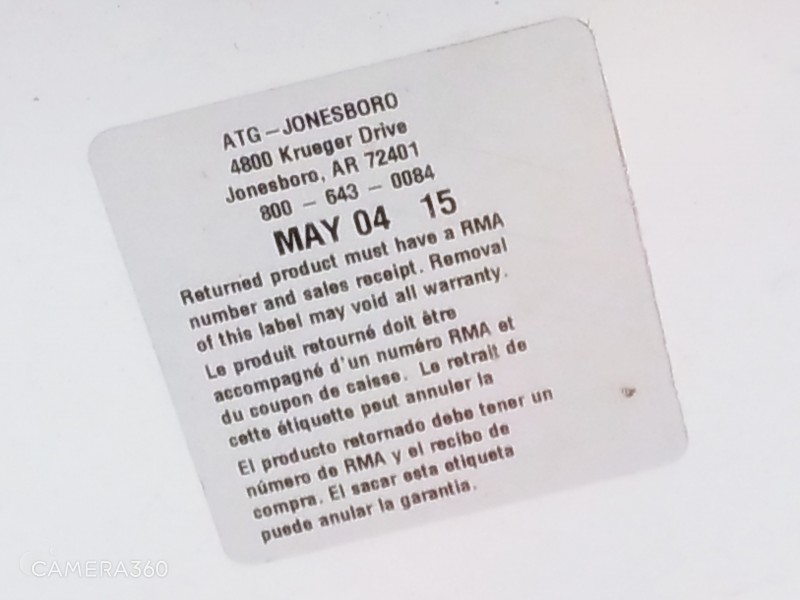 ATG – JONESBORO
4800 Krueger Drive
Jonesboro, AR 72401
800 – 643 – 0084
MAY 04 15
Returned product must have a RMA
number and sales receipt. Removal
of this label may void all warranty.
Le produit retourné doit être
accompagné d'un numéro RMA et
du coupon de caisse. Le retrait de
cette étiquette peut annuler la
El producto retornado debe tener un
número de RMA y el recibo de
compra. El sacar esta etiqueta
puede anular la garantia.
CAMERA360